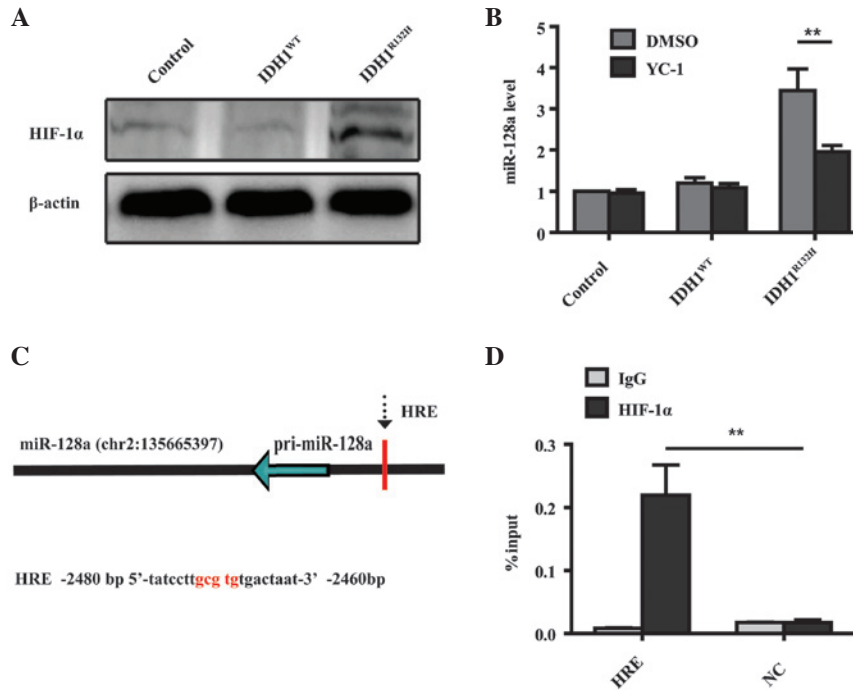 A
Control
IDH1WT
IDH1R132H
HIF-1α
β-actin
B
DMSO
YC-1
**
miR-128a level
5
4
3
2
1
0
Control
IDH1WT
IDH1R132H
C
HRE
miR-128a (chr2:135665397)
pri-miR-128a
HRE -2480 bp 5’-tatccttgcg tgtgactaat-3’ -2460bp
D
IgG
HIF-1α
**
% input
0.3
0.2
0.1
0.0
HRE
NC